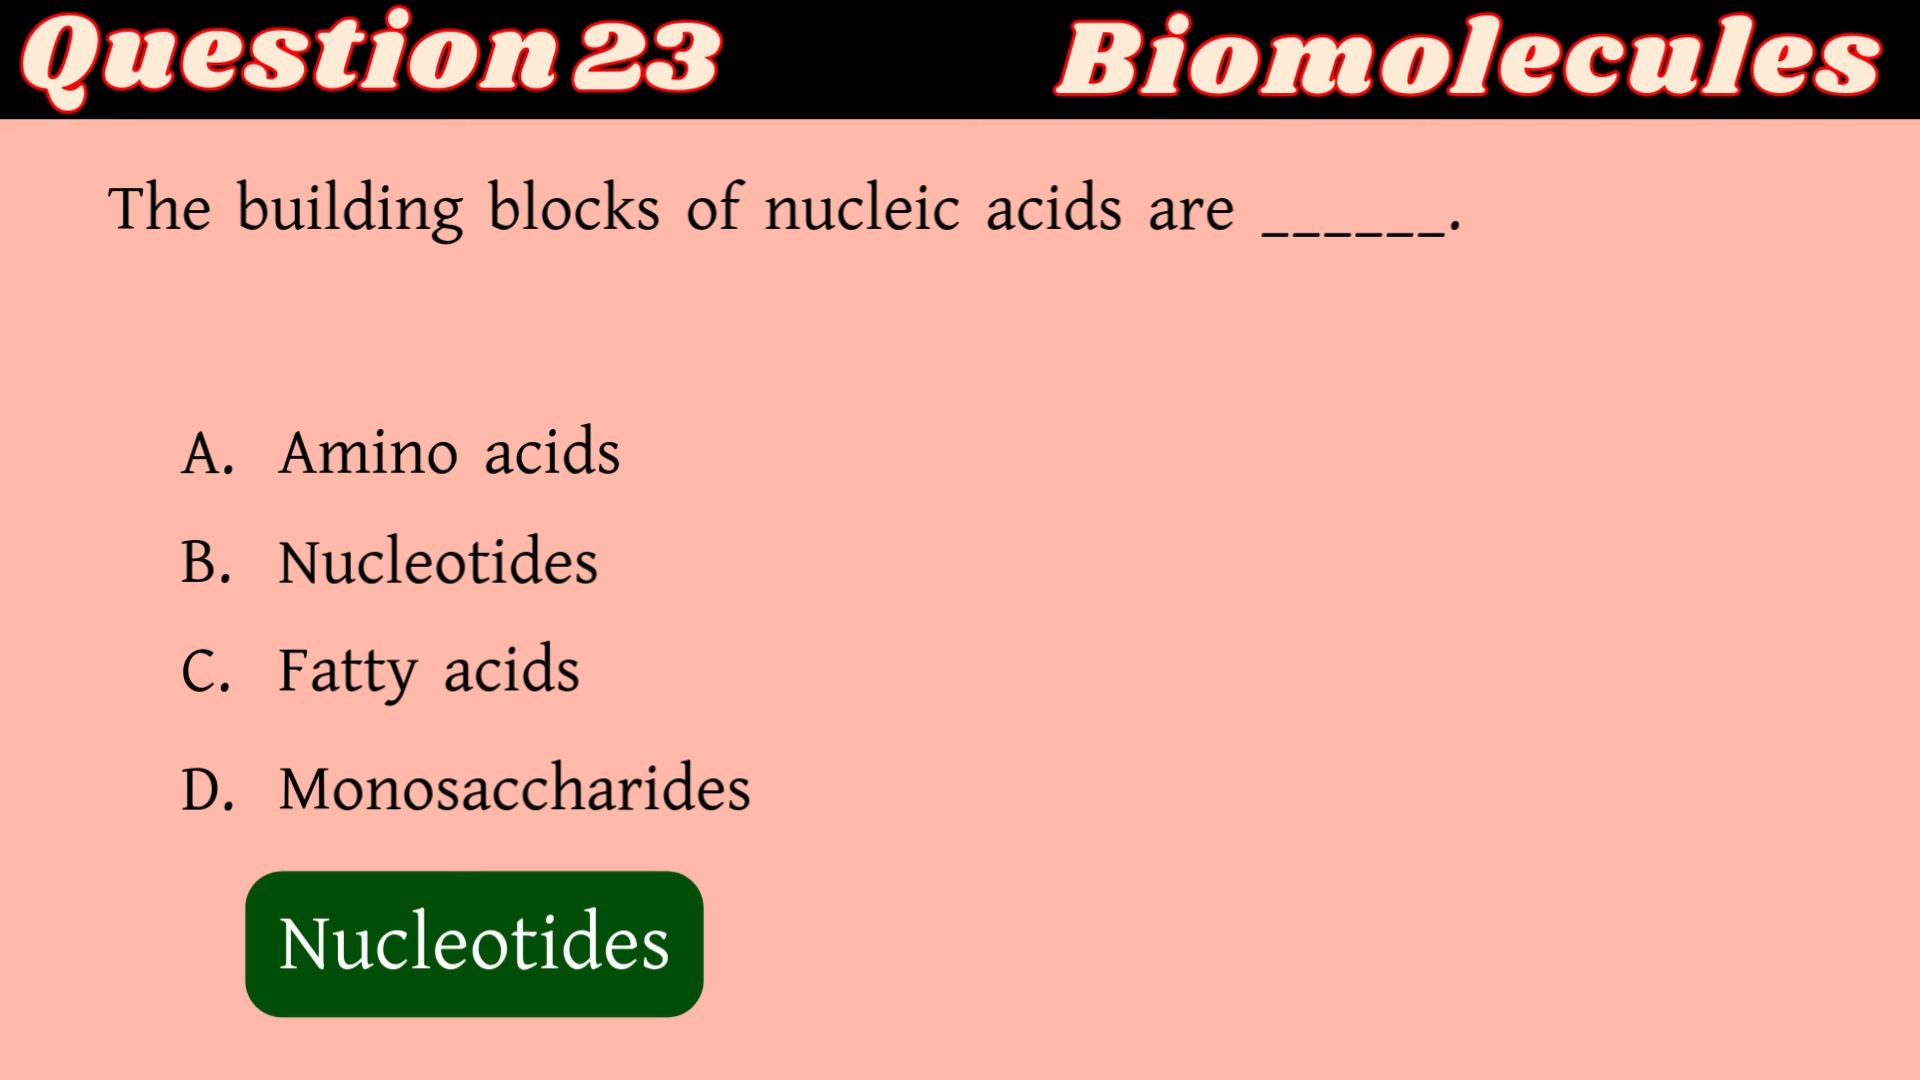 Question 23
Biomolecules
The building blocks of nucleic acids are ______.
A. Amino acids
B. Nucleotides
C. Fatty acids
D. Monosaccharides
Nucleotides